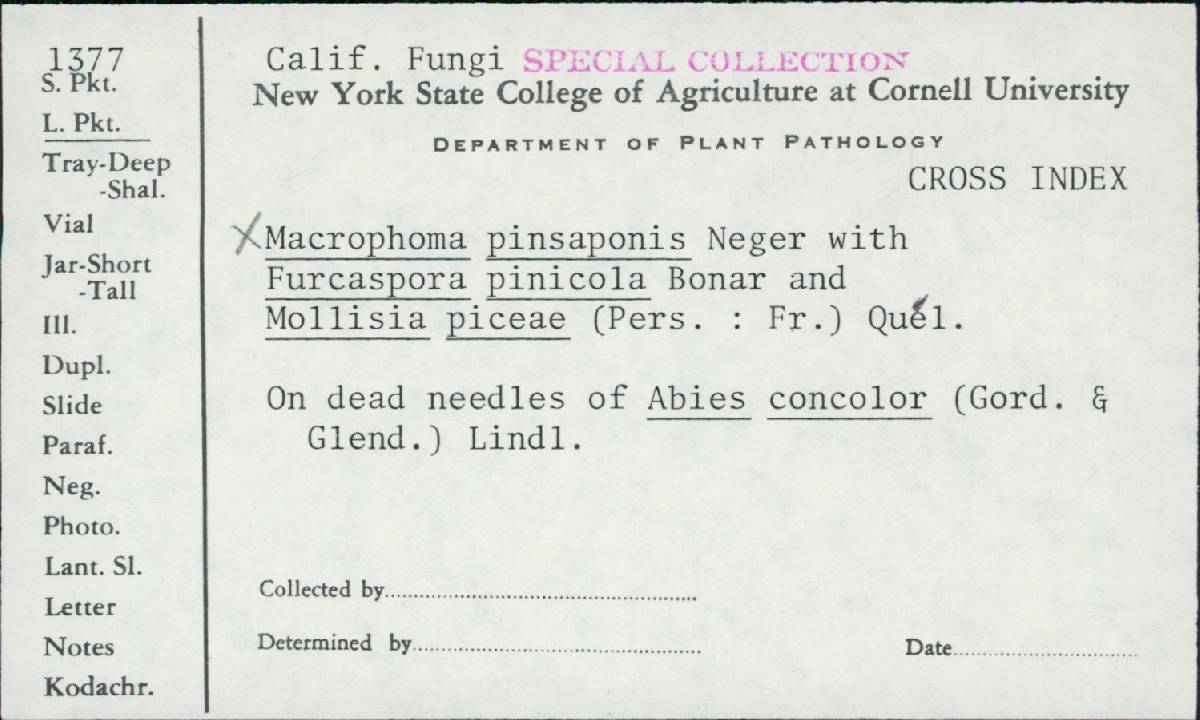 1377
S. Pkt.
L. Pkt.
Tray-Deep
-Shal.
Vial
Jar-Short
-Tall
Ill.
Dupl.
Slide
Paraf.
Neg.
Photo.
Lant. Sl.
Letter
Notes
Kodachr.
Calif. Fungi SPECIAL COLLECTION
New York State College of Agriculture at Cornell University
DEPARTMENT OF PLANT PATHOLOGY
CROSS INDEX
X Macrophoma pinsaponis Neger with
Furcaspora pinicola Bonar and
Mollisia piceae (Pers. : Fr.) Quél.
On dead needles of Abies concolor (Gord. &
Glend.) Lindl.
Collected by
Determined by
Date